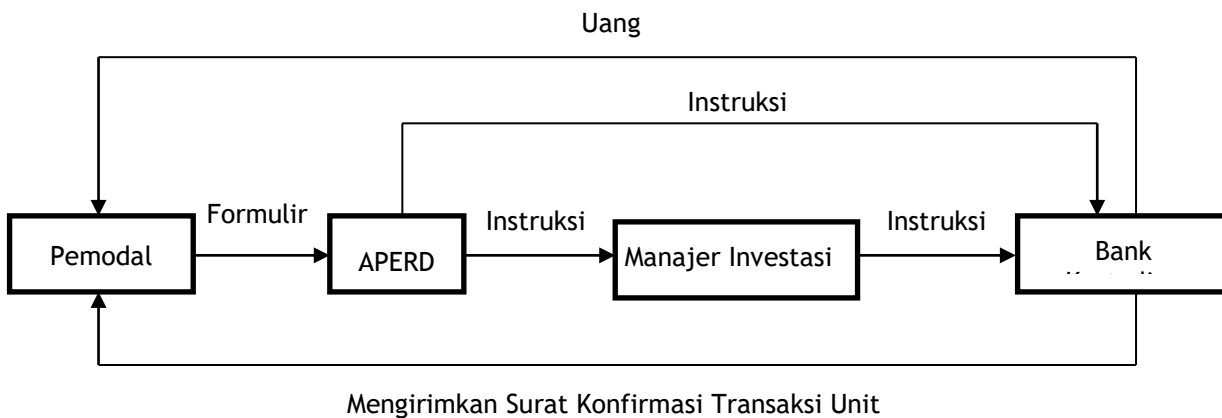 Uang
Instruksi
Formulir
Instruksi
Instruksi
Pemodal
APERD
Manajer Investasi
Bank
Mengirimkan Surat Konfirmasi Transaksi Unit